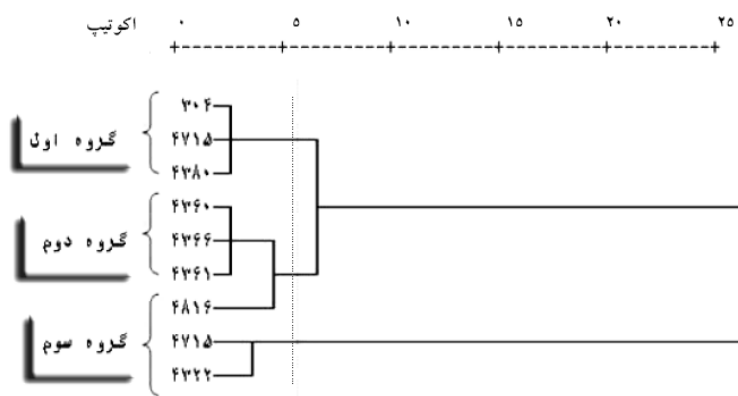 اکوتیپ
۰ ۵ ۱۰ ۱۵ ۲۰ ۲۵
۳۰۴
۴۷۱۵
گروه اول
۴۳۸۰
۴۳۶۰
۴۳۶۶
گروه دوم
۴۳۶۱
۴۸۱۶
۴۷۱۵
گروه سوم
۴۳۲۲